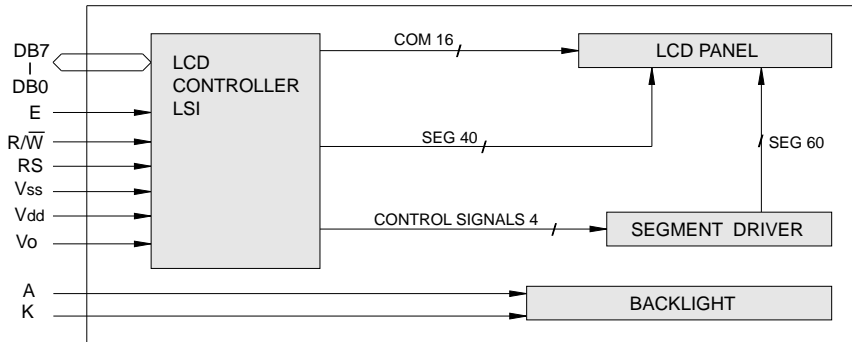 DB7
DB0
E
R/W̅
RS
Vss
Vdd
Vo
A
K
LCD
CONTROLLER
LSI
COM 16
LCD PANEL
SEG 40
SEG 60
CONTROL SIGNALS 4
SEGMENT DRIVER
BACKLIGHT